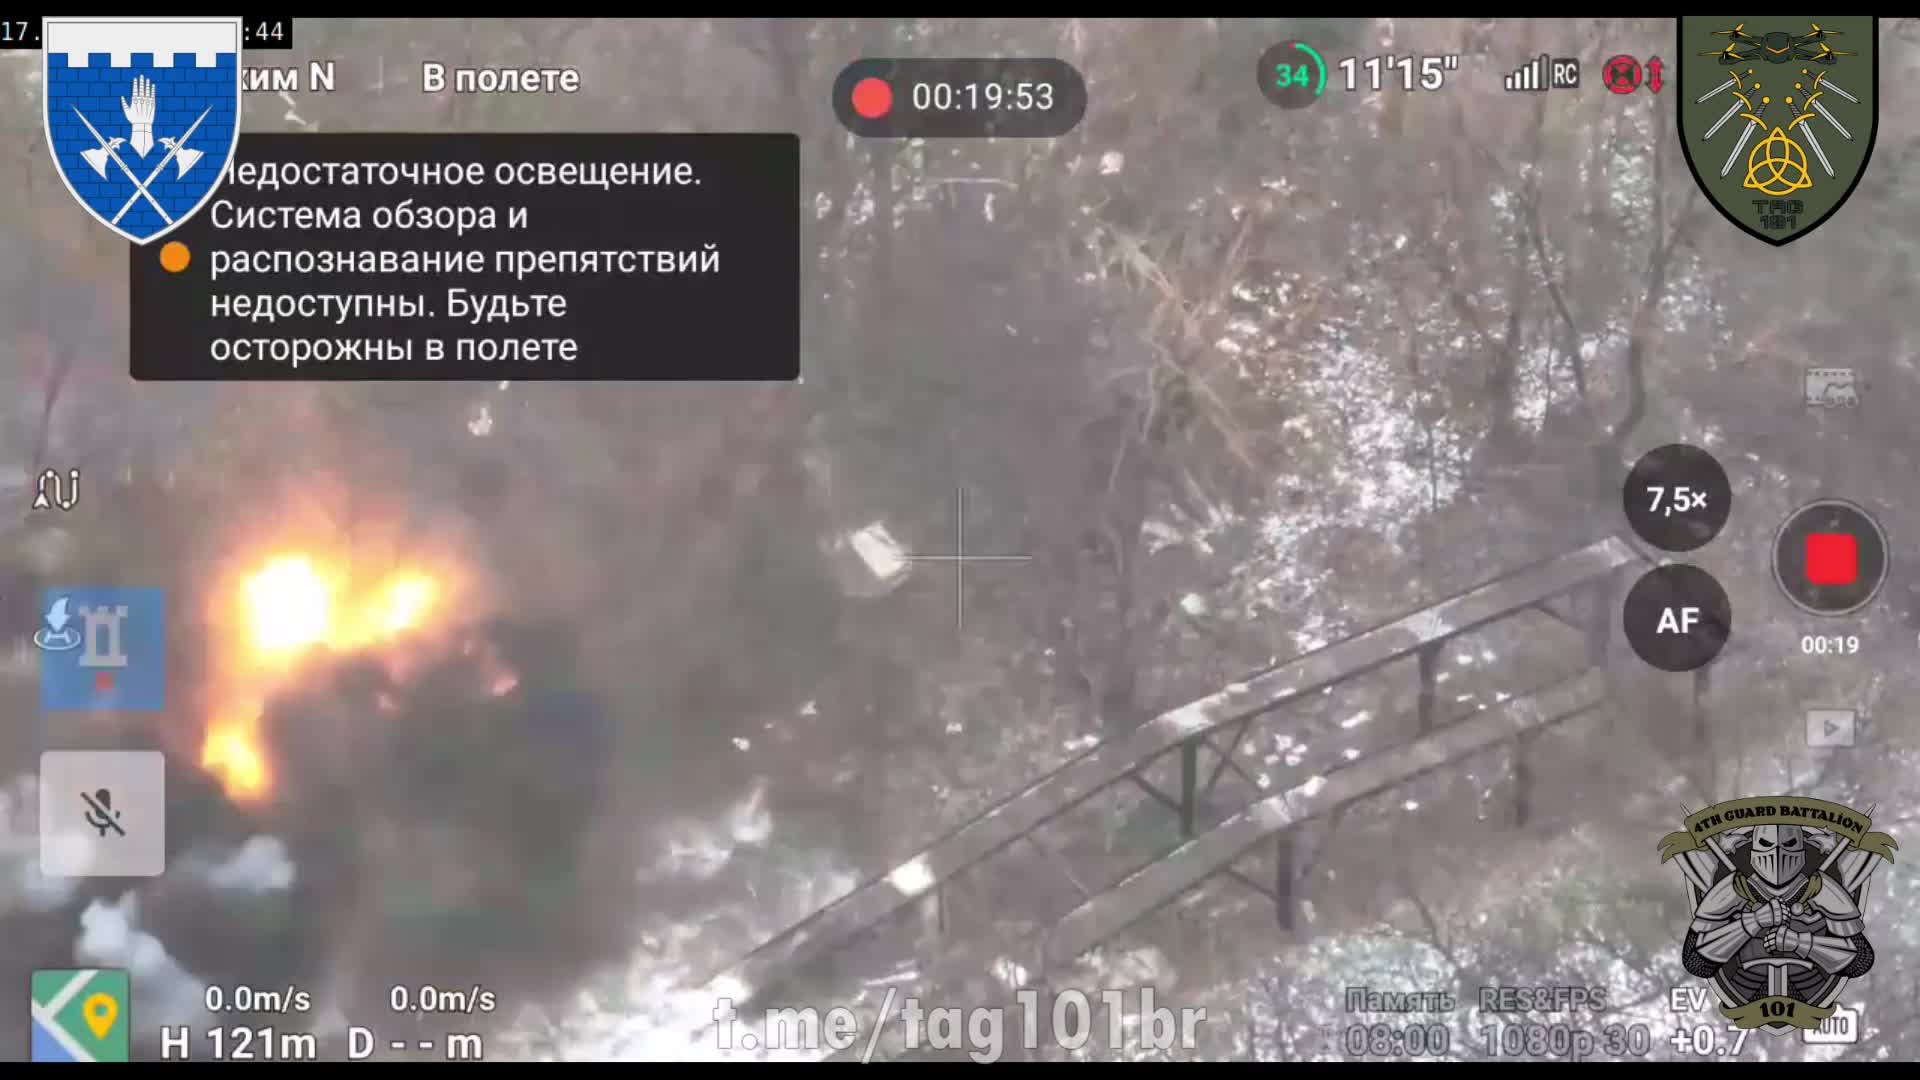 17.
:44
ким N
В полете
00:19:53
34
11'15"
RC
TAG
101
Недостаточное освещение.
Система обзора и
распознавание препятствий
недоступны. Будьте
осторожны в полете
7,5×
AF
00:19
4TH GUARD BATTALION
101
0.0m/s
0.0m/s
H 121m
D - - m
t.me/tag101br
Память
RES&FPS
EV
08:00
1080p 30
+0.7
AUTO